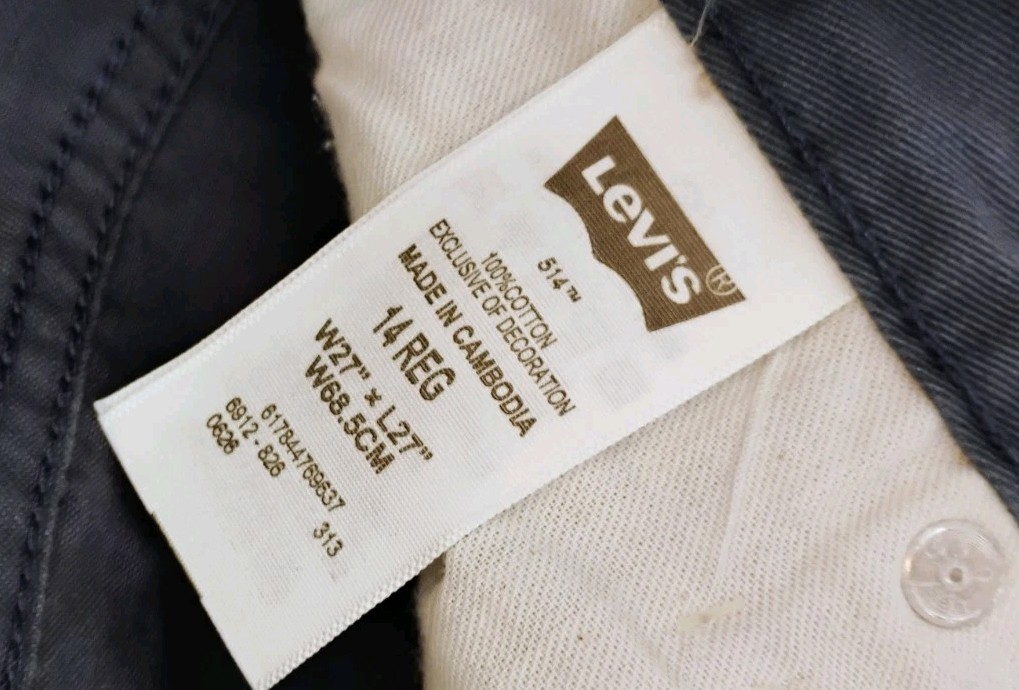 LEVI'S®
514™
100%COTTON
EXCLUSIVE OF DECORATION
MADE IN CAMBODIA
14 REG
W27" x L27"
W68.5CM
617844769637 313
6912 - 826
0626